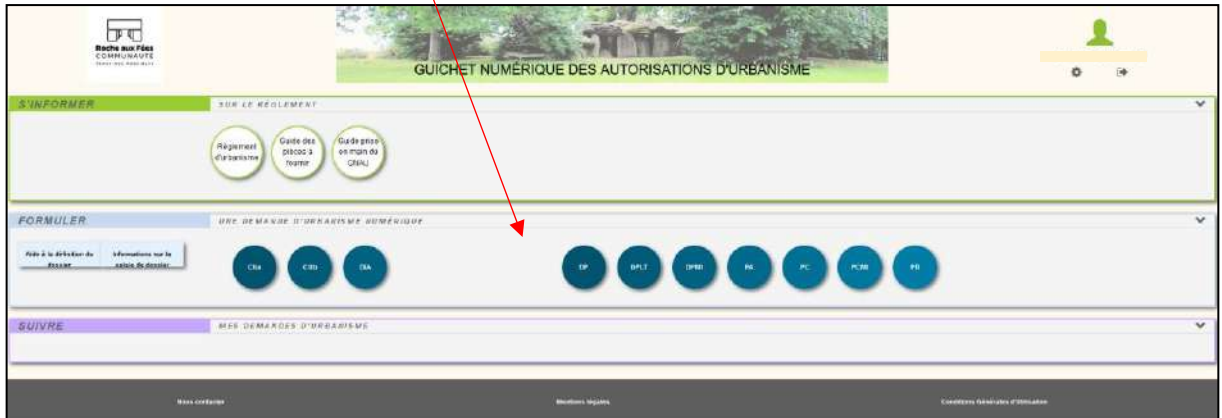 Roche aux Fées
COMMUNAUTÉ
GUICHET NUMÉRIQUE DES AUTORISATIONS D'URBANISME
S'INFORMER
SUR LE RÉGLEMENT
Règlement
d'urbanisme
Guide des
pièces à
fournir
Guide prise
en main du
GNAU
FORMULER
UNE DEMANDE D'URBANISME NUMÉRIQUE
Aide à la définition du
dossier
Informations sur la
saisie du dossier
CUa
CUb
DIA
DP
DPLT
DPMI
PA
PC
PCMI
PD
SUIVRE
MES DEMANDES D'URBANISME
Nous contacter
Mentions légales
Conditions Générales d'Utilisation